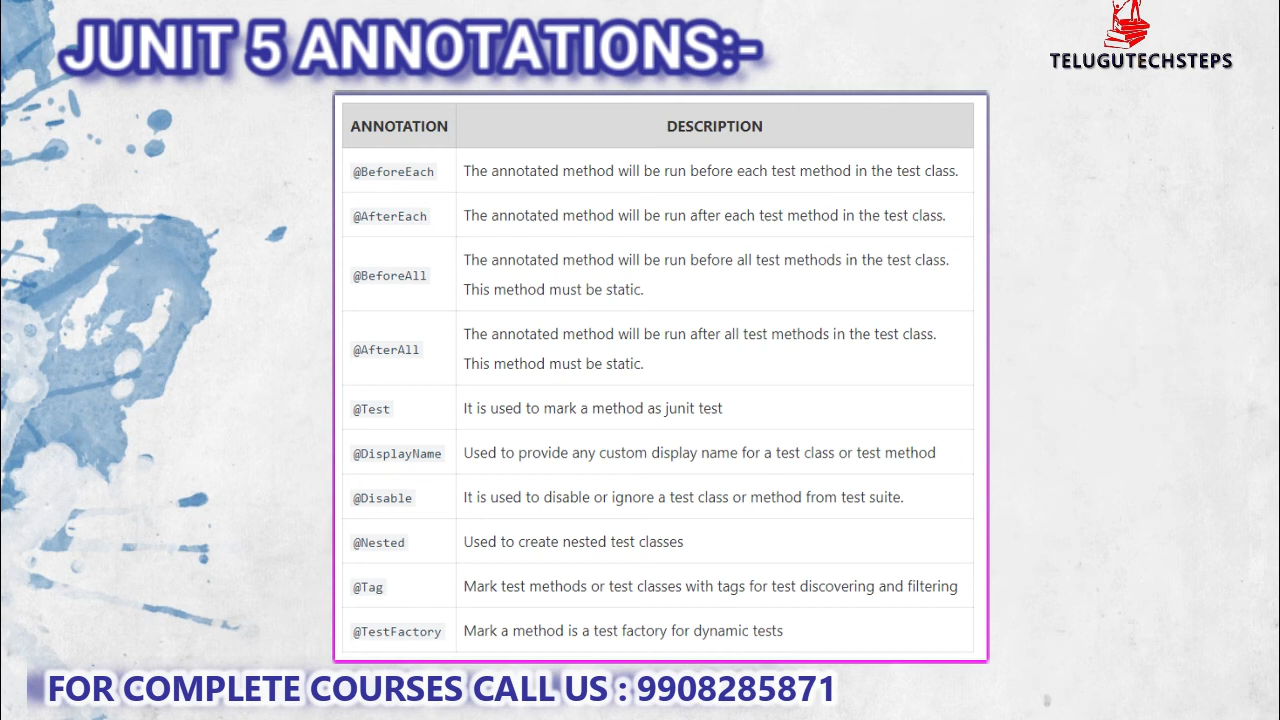 JUNIT 5 ANNOTATIONS:-
TELUGUTECHSTEPS
ANNOTATION DESCRIPTION
@BeforeEach The annotated method will be run before each test method in the test class.
@AfterEach The annotated method will be run after each test method in the test class.
@BeforeAll The annotated method will be run before all test methods in the test class.
This method must be static.
@AfterAll The annotated method will be run after all test methods in the test class.
This method must be static.
@Test It is used to mark a method as junit test
@DisplayName Used to provide any custom display name for a test class or test method
@Disable It is used to disable or ignore a test class or method from test suite.
@Nested Used to create nested test classes
@Tag Mark test methods or test classes with tags for test discovering and filtering
@TestFactory Mark a method is a test factory for dynamic tests
FOR COMPLETE COURSES CALL US : 9908285871